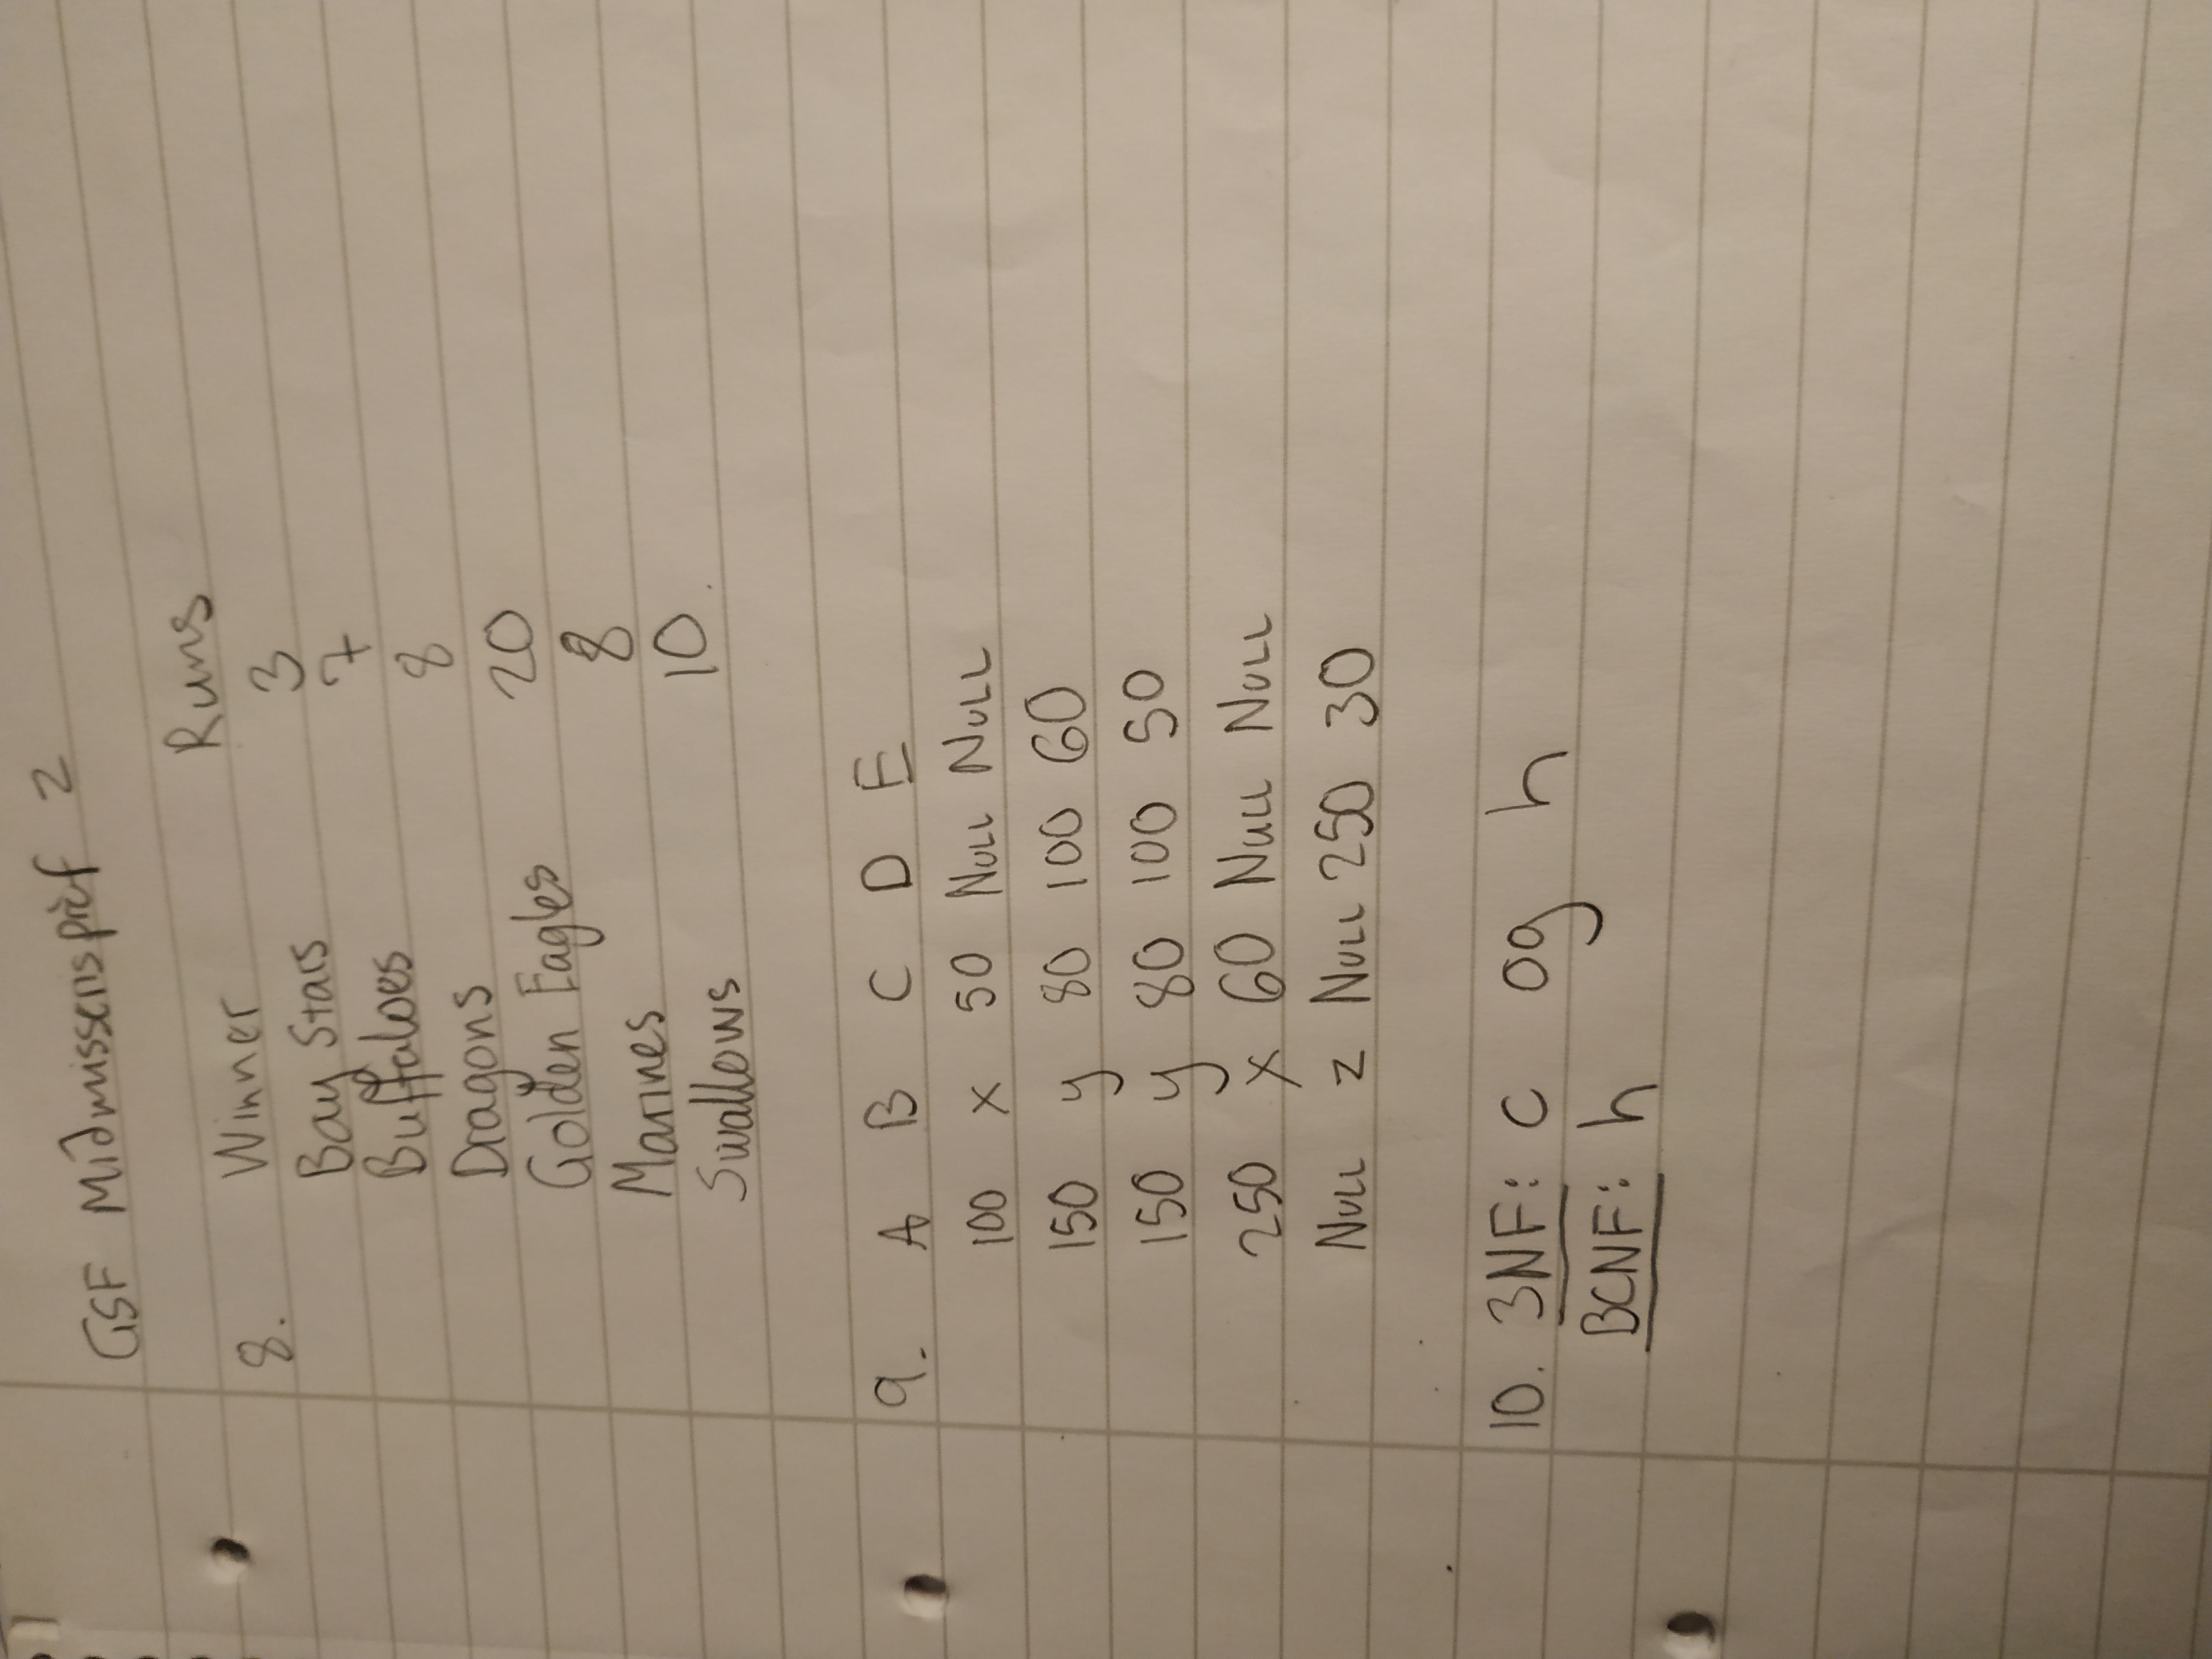 GSF Miðmissenspróf 2
8. Winner Runs
Bay Stars 3
Buffaloes 7
Dragons 8
Golden Eagles 20
Marines 8
Swallows 10
9. A B C D E
100 x 50 NULL NULL
150 y 80 100 60
150 y 80 100 50
250 x 60 NULL NULL
NULL z NULL 250 30
10. 3NF: c og h
BCNF: h